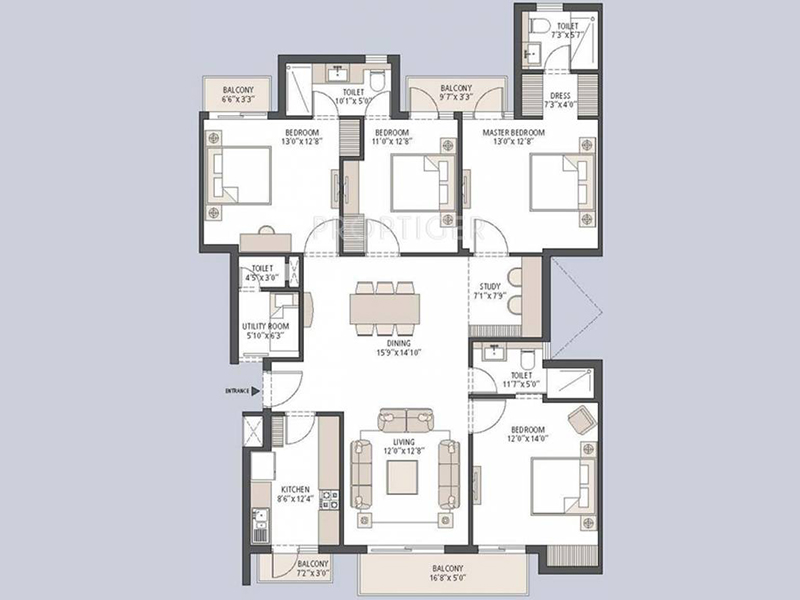 TOILET
7'3"x5'7"
BALCONY
6'6"x3'3"
TOILET
10'1"x 5'0"
BALCONY
9'7"x 3'3"
DRESS
7'3"x 4'0"
BEDROOM
13'0"x 12'8"
BEDROOM
11'0"x 12'8"
MASTER BEDROOM
13'0"x 12'8"
PROPTIGER
TOILET
4'5"x 3'0"
STUDY
7'1"x 7'9"
UTILITY ROOM
5'10"x 6'3"
DINING
15'9"x 14'10"
TOILET
11'7"x 5'0"
ENTRANCE
BEDROOM
12'0"x 14'0"
LIVING
12'0"x 12'8"
KITCHEN
8'6"x 12'4"
BALCONY
7'2"x 3'0"
BALCONY
16'8"x 5'0"